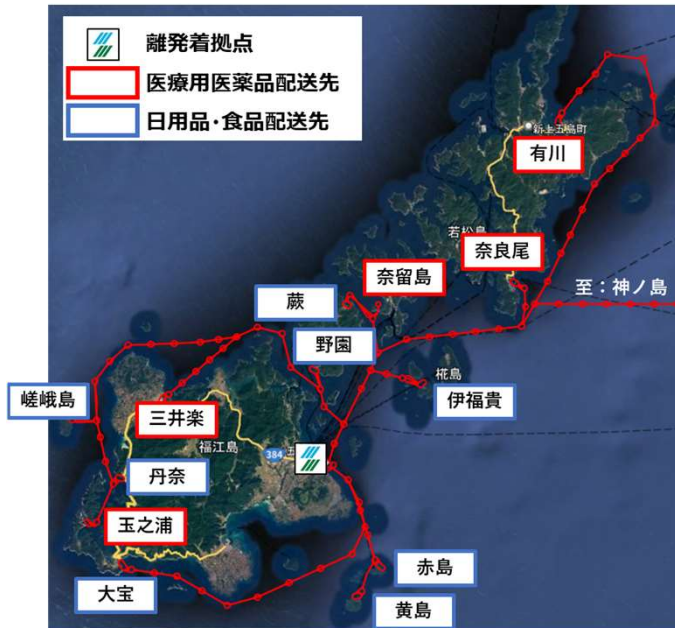 離発着拠点
医療用医薬品配送先
日用品・食品配送先
新上五島町
有川
若松島
奈良尾
奈留島
蕨
至：神ノ島
野園
椛島
伊福貴
嵯峨島
三井楽
福江島
384
五
丹奈
玉之浦
大宝
赤島
黄島